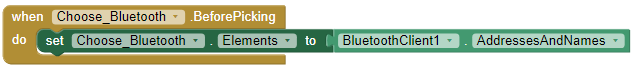 when Choose_Bluetooth .BeforePicking
do set Choose_Bluetooth . Elements to BluetoothClient1 . AddressesAndNames